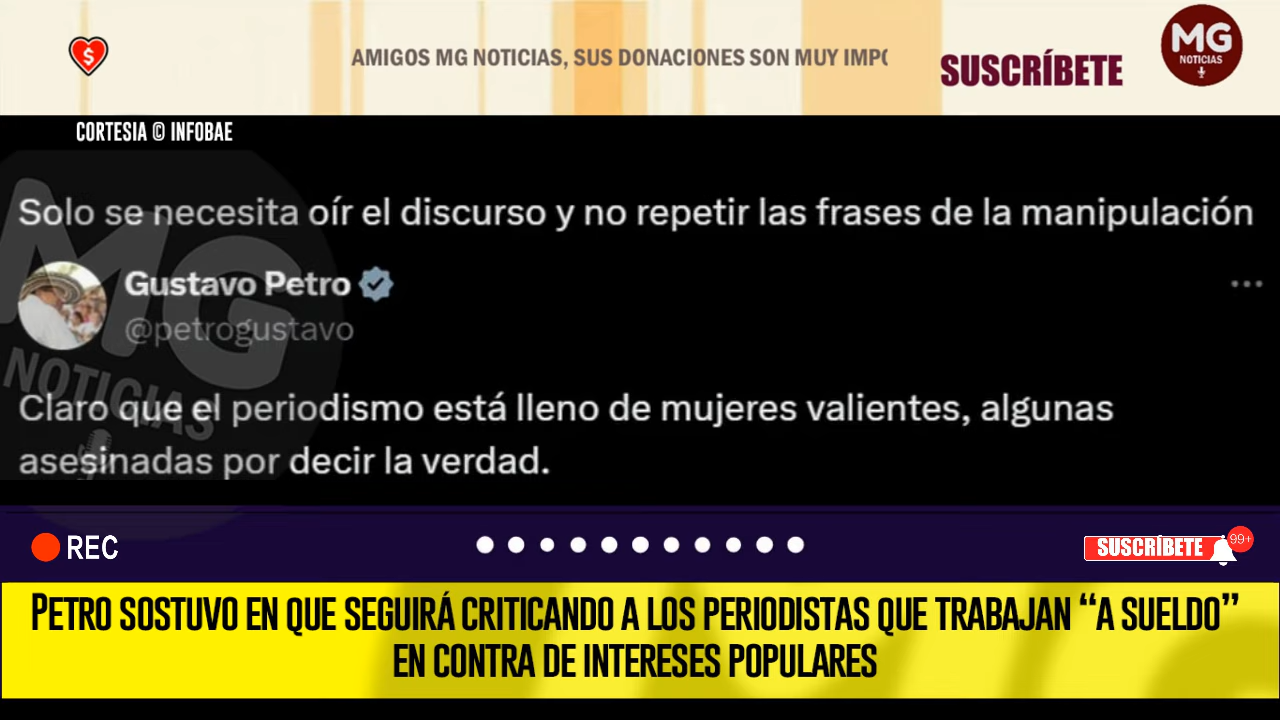 AMIGOS MG NOTICIAS, SUS DONACIONES SON MUY
SUSCRÍBETE
MG
NOTICIAS
CORTESIA © INFOBAE
Solo se necesita oír el discurso y no repetir las frases de la manipulación
Gustavo Petro
@petrogustavo
MG
NOTICIAS
Claro que el periodismo está lleno de mujeres valientes, algunas
asesinadas por decir la verdad.
REC
SUSCRÍBETE
99+
PETRO SOSTUVO EN QUE SEGUIRÁ CRITICANDO A LOS PERIODISTAS QUE TRABAJAN “A SUELDO”
EN CONTRA DE INTERESES POPULARES